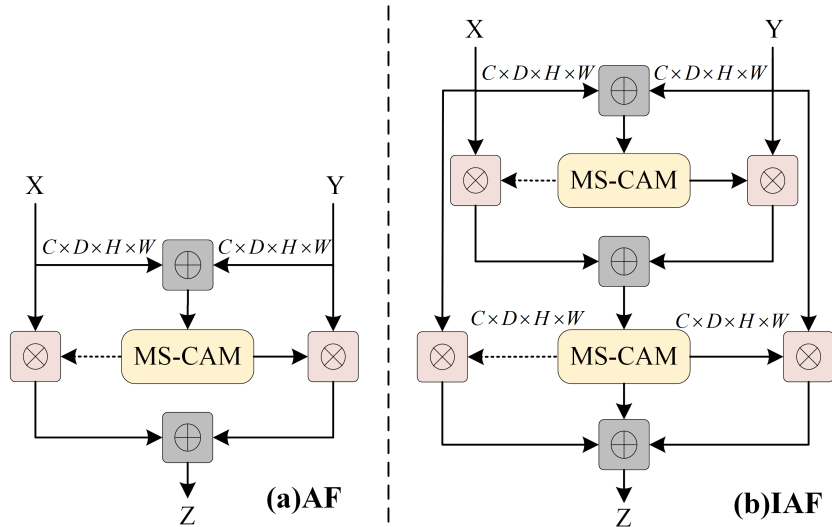 X
Y
C×D×H×W
C×D×H×W
MS-CAM
Z
(a)AF
X
Y
C×D×H×W
C×D×H×W
MS-CAM
C×D×H×W
C×D×H×W
MS-CAM
Z
(b)IAF